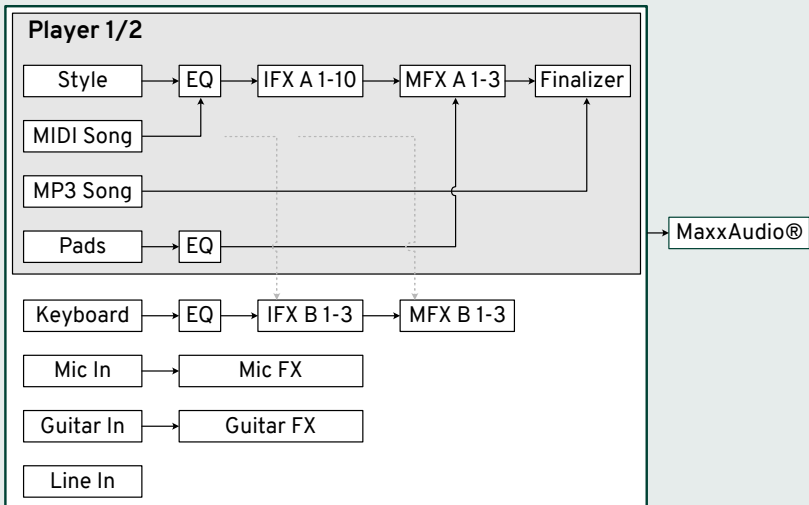 Player 1/2
Style EQ IFX A 1-10 MFX A 1-3 Finalizer
MIDI Song
MP3 Song
Pads EQ
MaxxAudio®
Keyboard EQ IFX B 1-3 MFX B 1-3
Mic In Mic FX
Guitar In Guitar FX
Line In